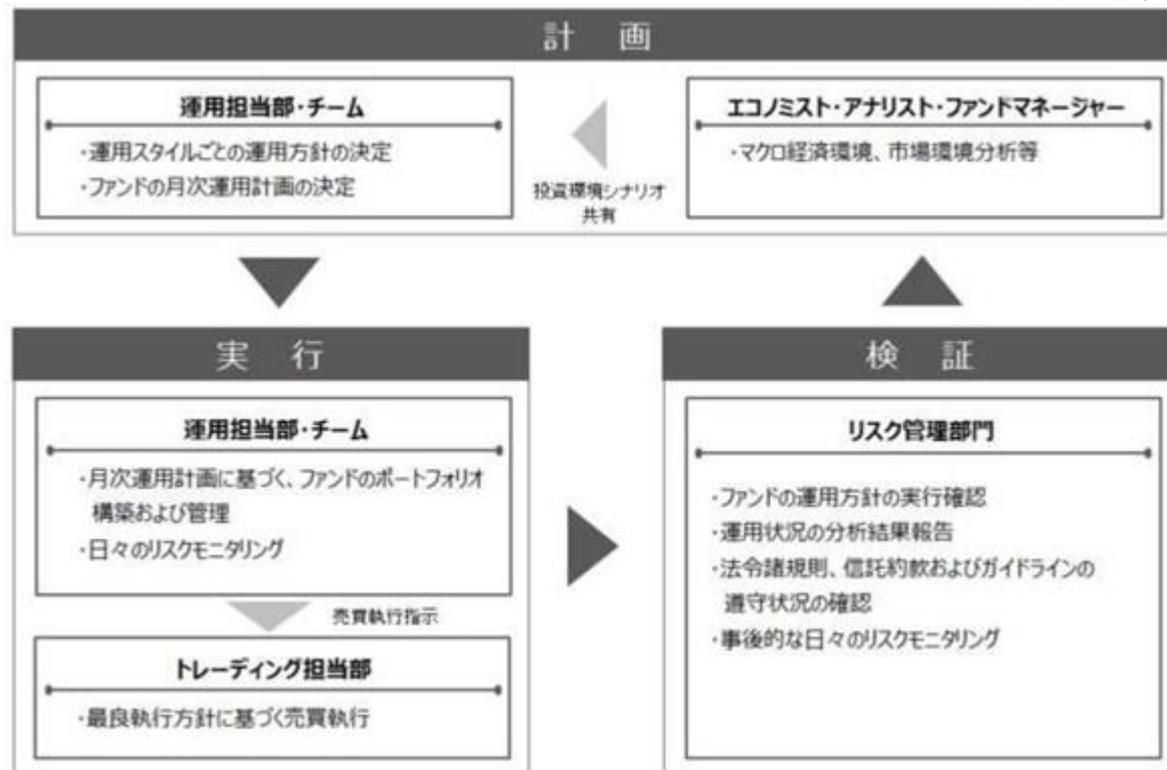 計 画
運用担当部・チーム
・運用スタイルごとの運用方針の決定
・ファンドの月次運用計画の決定
投資環境シナリオ
共有
エコノミスト・アナリスト・ファンドマネージャー
・マクロ経済環境、市場環境分析等
実 行
運用担当部・チーム
・月次運用計画に基づく、ファンドのポートフォリオ
構築および管理
・日々のリスクモニタリング
売買執行指示
トレーディング担当部
・最良執行方針に基づく売買執行
検 証
リスク管理部門
・ファンドの運用方針の実行確認
・運用状況の分析結果報告
・法令諸規則、信託約款およびガイドラインの
遵守状況の確認
・事後的な日々のリスクモニタリング